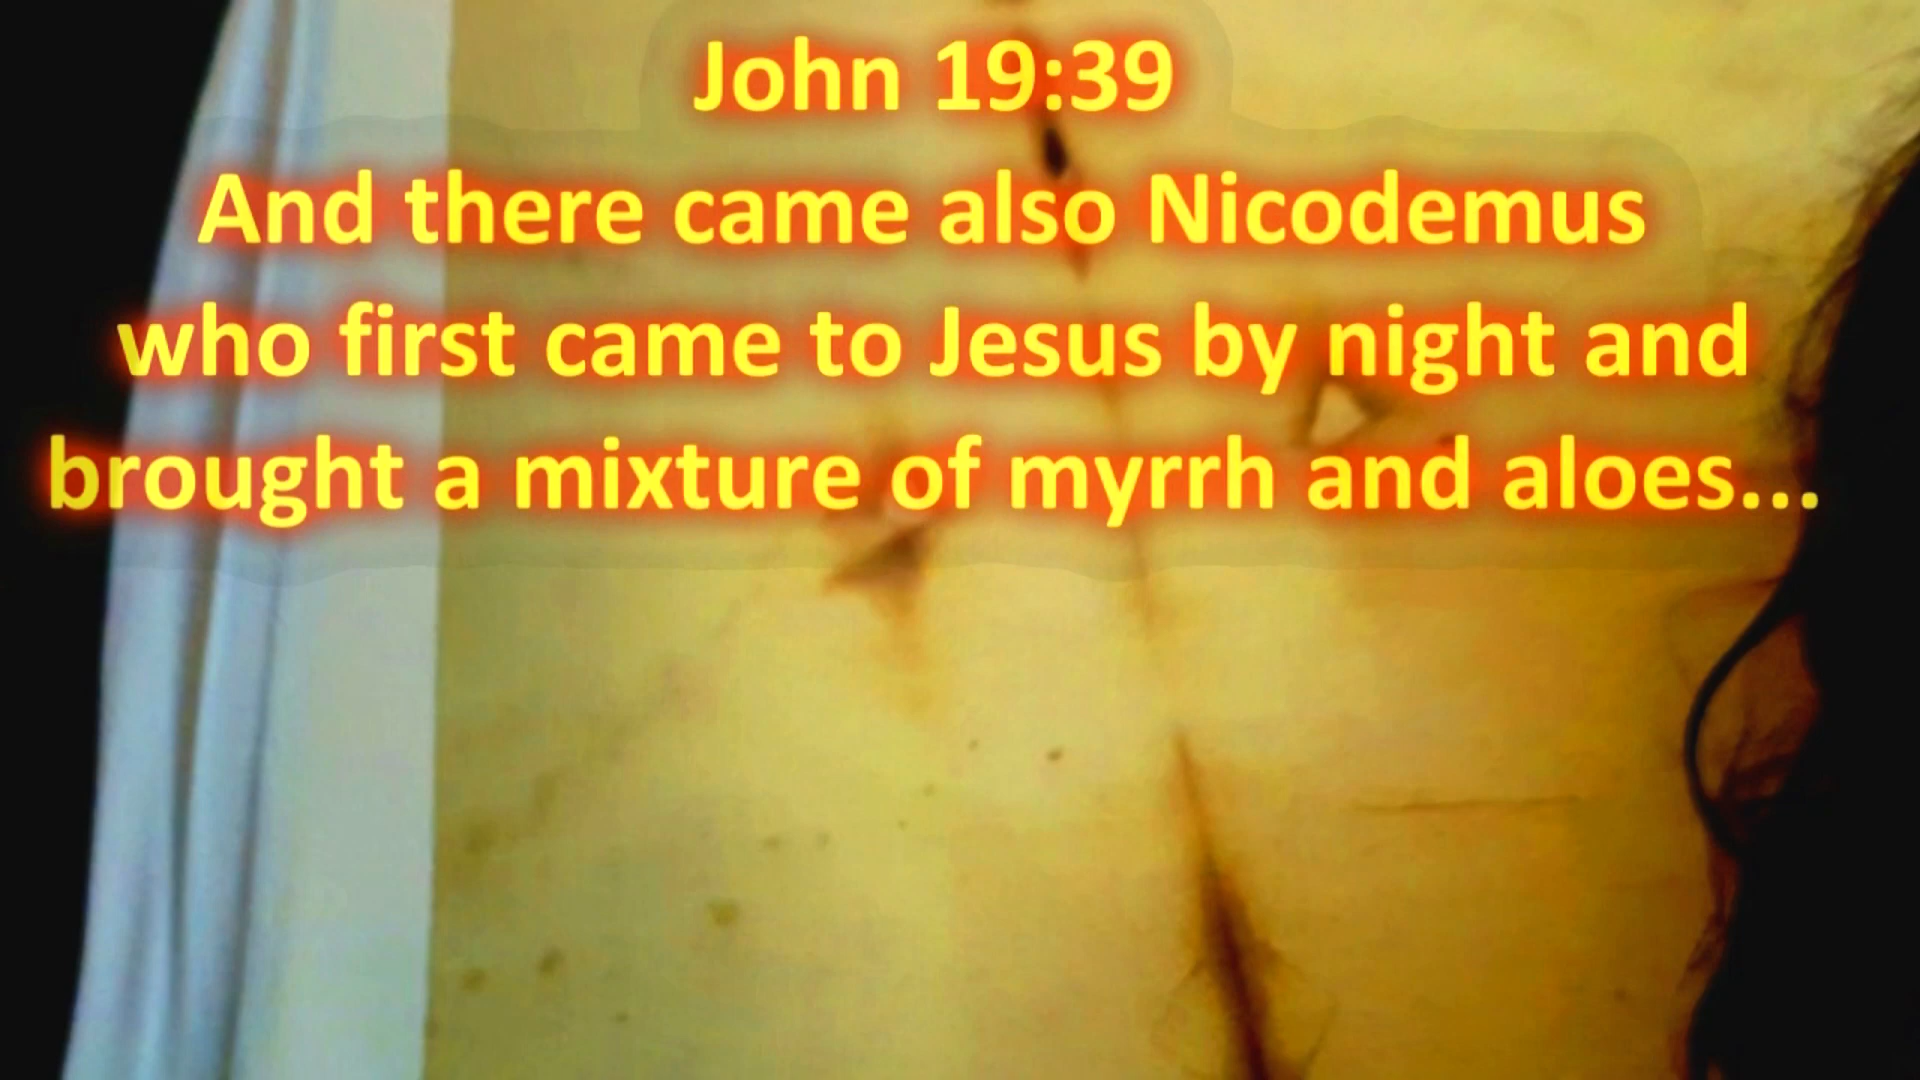 John 19:39
And there came also Nicodemus
who first came to Jesus by night and
brought a mixture of myrrh and aloes...